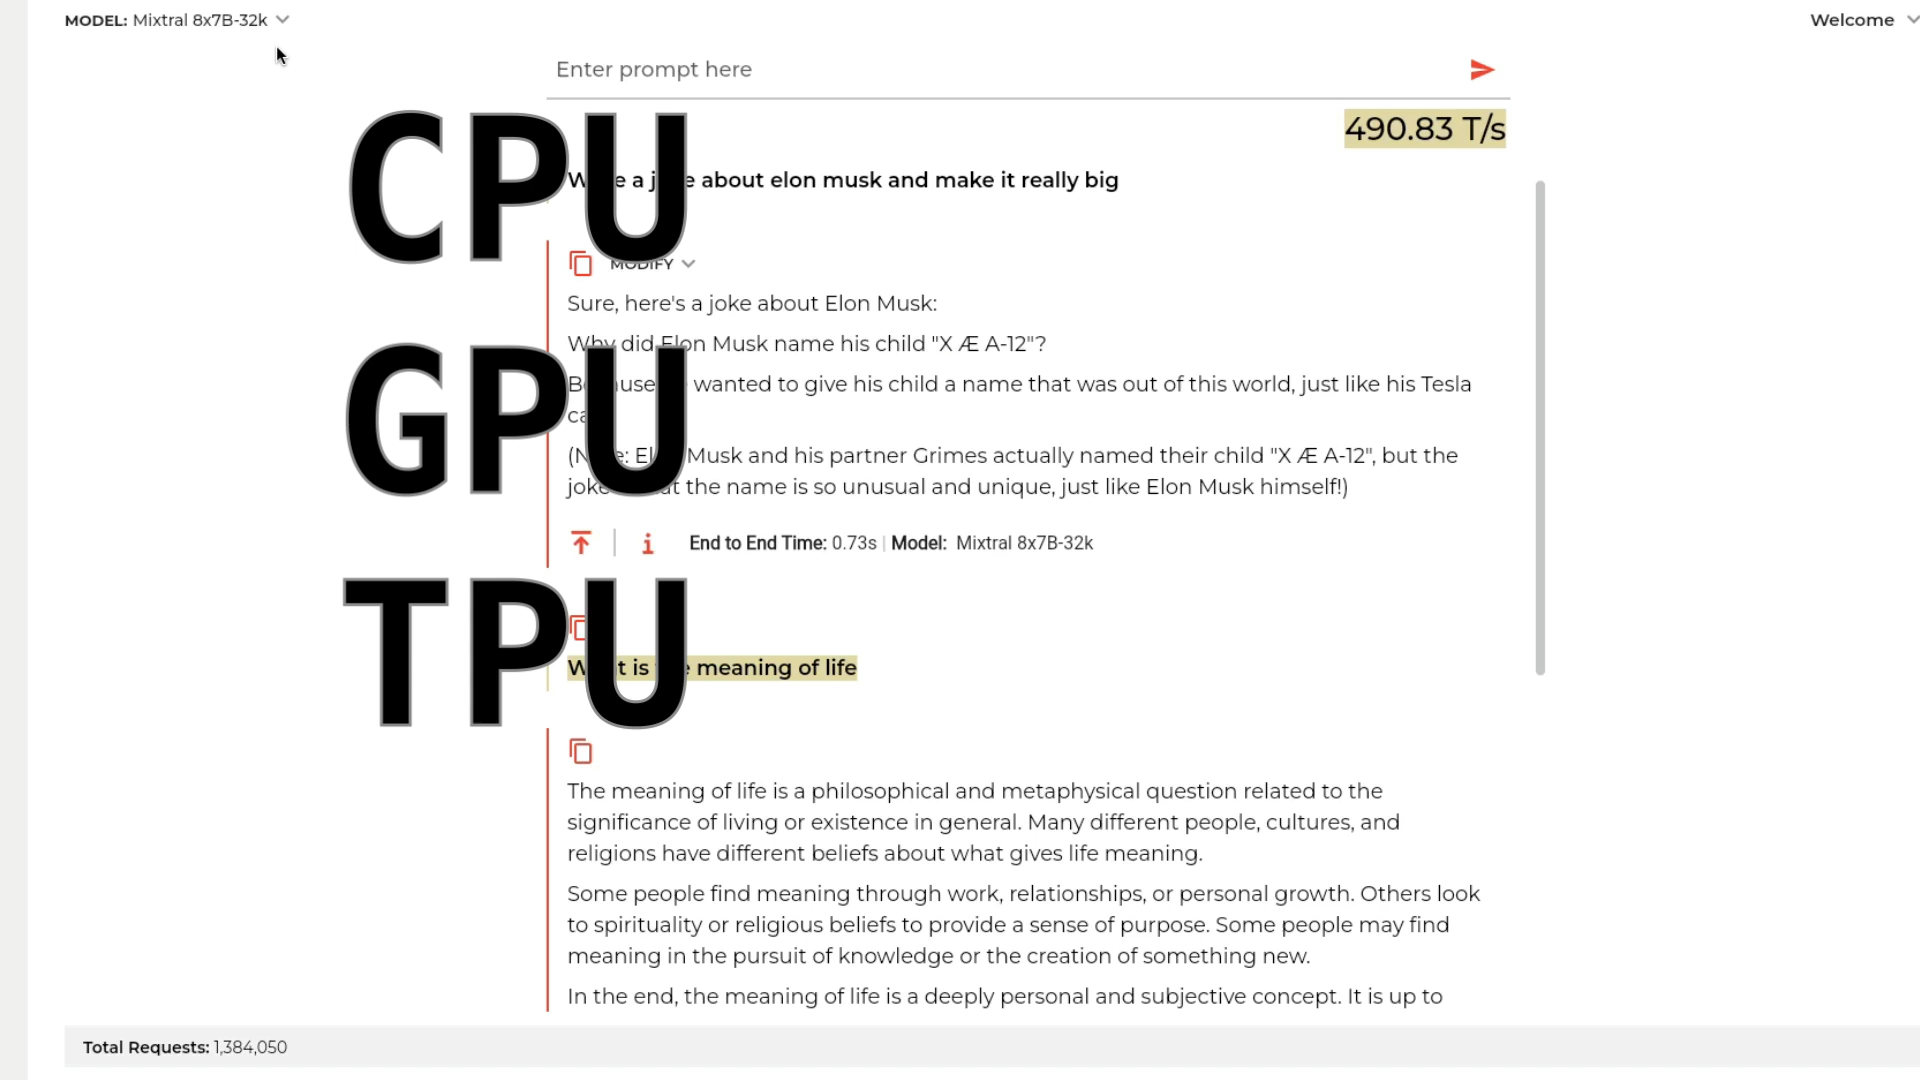 MODEL: Mixtral 8x7B-32k
Welcome
Enter prompt here
490.83 T/s
CPU
a about elon musk and make it really big
MODIFY
Sure, here's a joke about Elon Musk:
Why did Elon Musk name his child "X Æ A-12"?
GPU
wanted to give his child a name that was out of this world, just like his Tesla
Musk and his partner Grimes actually named their child "X Æ A-12", but the
the name is so unusual and unique, just like Elon Musk himself!)
End to End Time: 0.73s | Model: Mixtral 8x7B-32k
TPU
is meaning of life
The meaning of life is a philosophical and metaphysical question related to the
significance of living or existence in general. Many different people, cultures, and
religions have different beliefs about what gives life meaning.
Some people find meaning through work, relationships, or personal growth. Others look
to spirituality or religious beliefs to provide a sense of purpose. Some people may find
meaning in the pursuit of knowledge or the creation of something new.
In the end, the meaning of life is a deeply personal and subjective concept. It is up to
Total Requests: 1,384,050